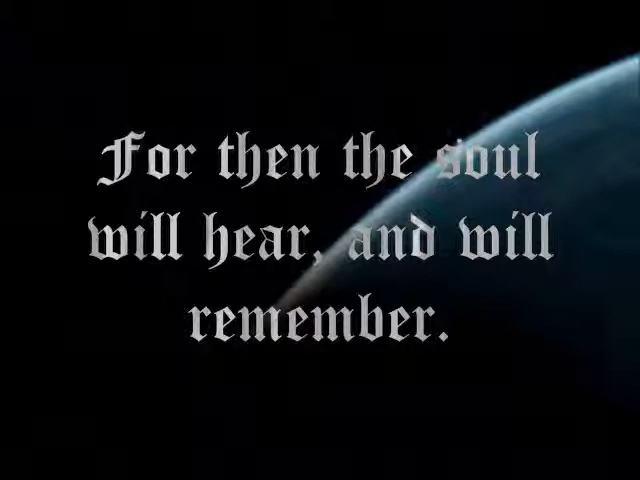 For then the soul
will hear, and will
remember.